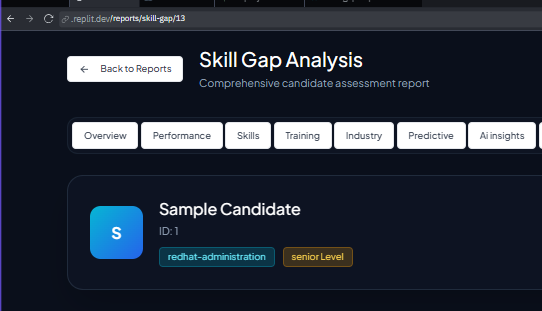 .replit.dev/reports/skill-gap/13
← Back to Reports
Skill Gap Analysis
Comprehensive candidate assessment report
Overview Performance Skills Training Industry Predictive Ai insights
S
Sample Candidate
ID: 1
redhat-administration senior Level